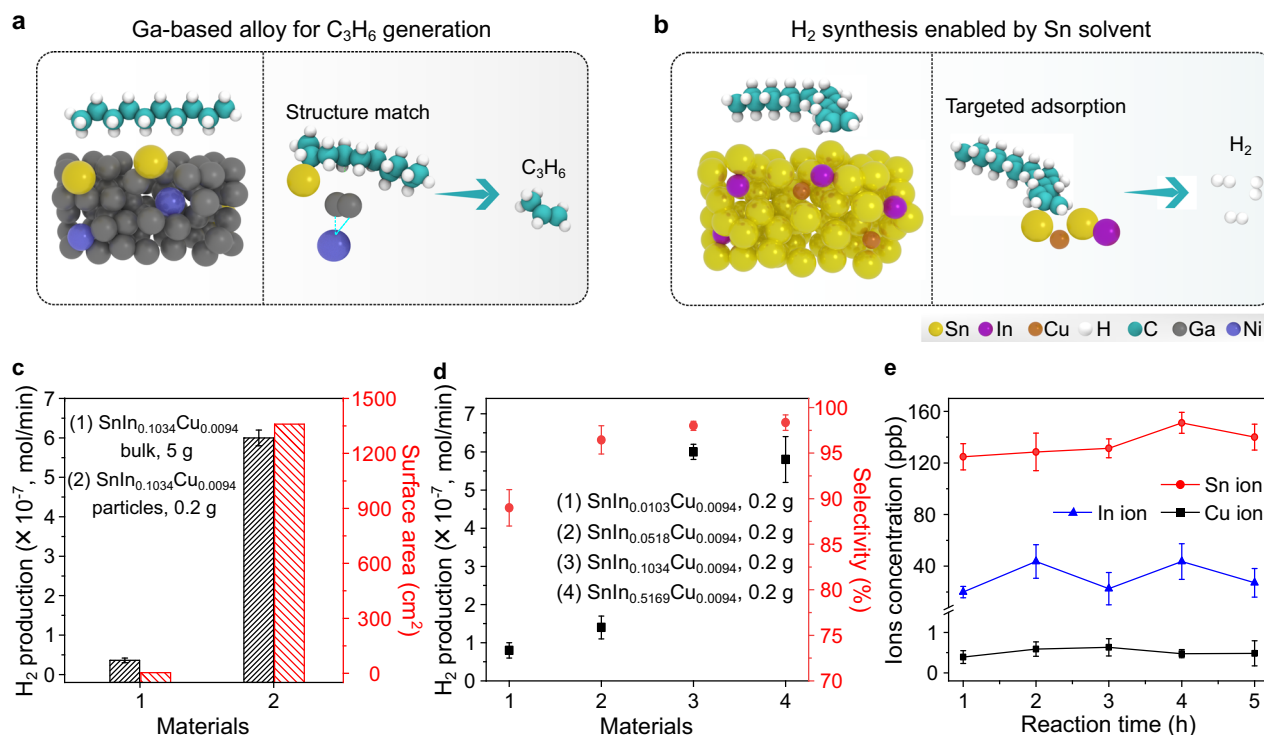 a
Ga-based alloy for C₃H₆ generation
Structure match
C₃H₆
b
H₂ synthesis enabled by Sn solvent
Targeted adsorption
H₂
Sn In Cu H C Ga Ni
c
H₂ production (× 10⁻⁷, mol/min)
7
6
5
4
3
2
1
0
(1) SnIn₀.₁₀₃₄Cu₀.₀₀₉₄
bulk, 5 g
(2) SnIn₀.₁₀₃₄Cu₀.₀₀₉₄
particles, 0.2 g
1500
1200
900
600
300
0
Surface area (cm²)
1 2
Materials
d
H₂ production (× 10⁻⁷, mol/min)
7
6
5
4
3
2
1
0
(1) SnIn₀.₀₁₀₃Cu₀.₀₀₉₄, 0.2 g
(2) SnIn₀.₀₅₁₈Cu₀.₀₀₉₄, 0.2 g
(3) SnIn₀.₁₀₃₄Cu₀.₀₀₉₄, 0.2 g
(4) SnIn₀.₅₁₆₉Cu₀.₀₀₉₄, 0.2 g
100
95
90
85
80
75
70
Selectivity (%)
1 2 3 4
Materials
e
Ions concentration (ppb)
160
120
80
40
1
0
Sn ion
In ion
Cu ion
1 2 3 4 5
Reaction time (h)